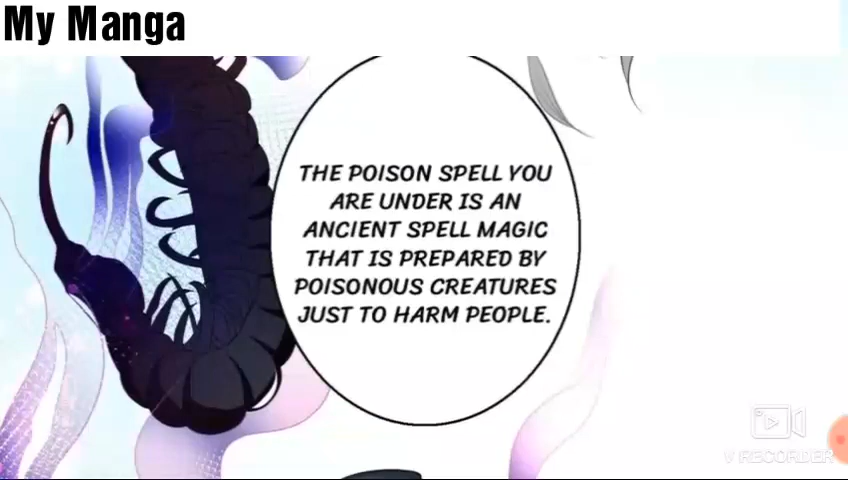 My Manga
THE POISON SPELL YOU
ARE UNDER IS AN
ANCIENT SPELL MAGIC
THAT IS PREPARED BY
POISONOUS CREATURES
JUST TO HARM PEOPLE.
V RECORDER